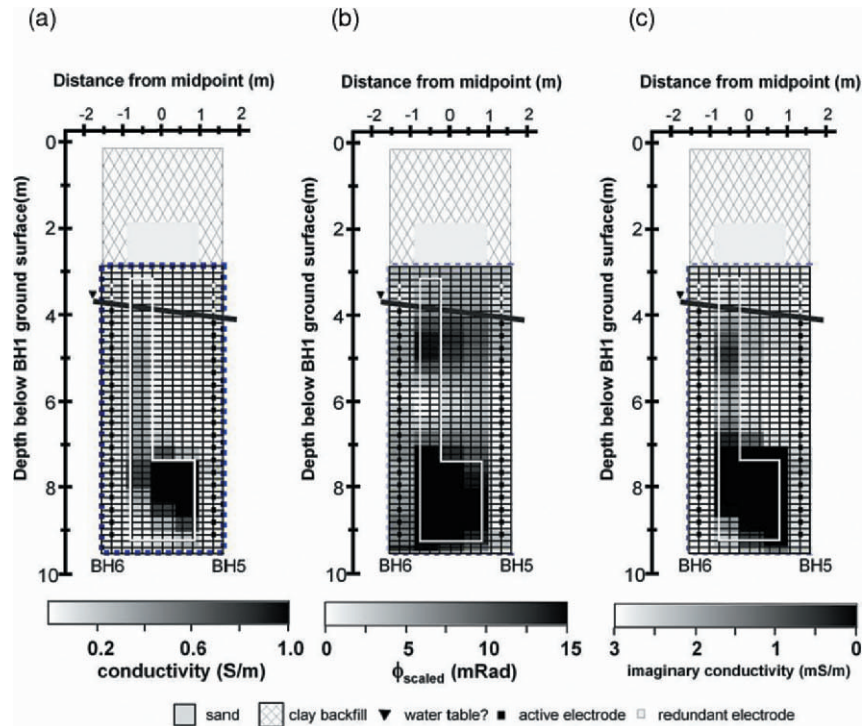 (a)
(b)
(c)
Distance from midpoint (m)
Distance from midpoint (m)
Distance from midpoint (m)
-2 -1 0 1 2
-2 -1 0 1 2
-2 -1 0 1 2
Depth below BH1 ground surface(m)
0
2
4
6
8
10
Depth below BH1 ground surface(m)
0
2
4
6
8
10
Depth below BH1 ground surface(m)
0
2
4
6
8
10
BH6 BH5
BH6 BH5
BH6 BH5
0.2 0.6 1.0
conductivity (S/m)
0 5 10 15
ϕscaled (mRad)
3 2 1 0
imaginary conductivity (mS/m)
sand clay backfill water table? active electrode redundant electrode